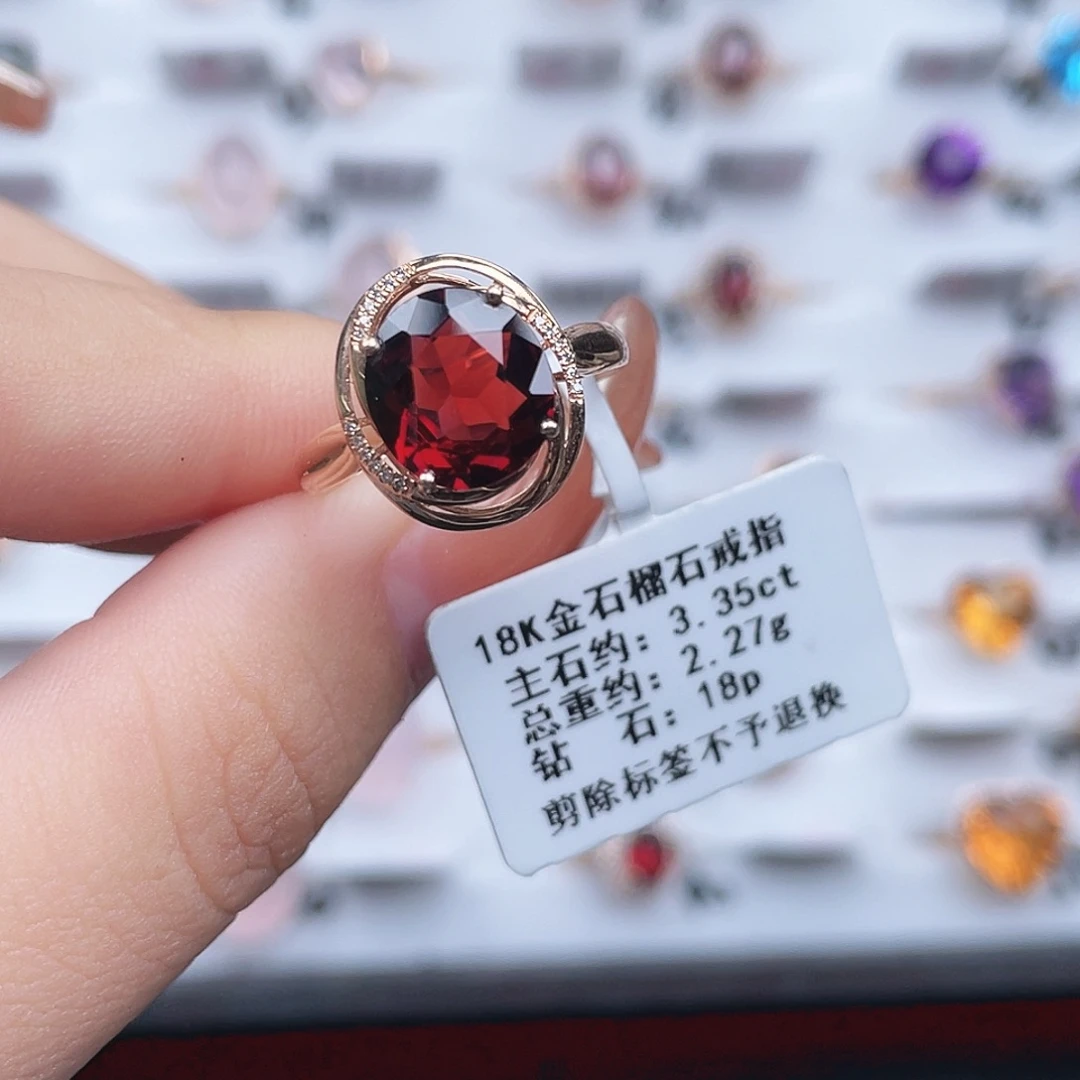 18K金石榴石戒指
主石约: 3.35ct
总重约: 2.27g
钻 石: 18p
剪除标签不予退换